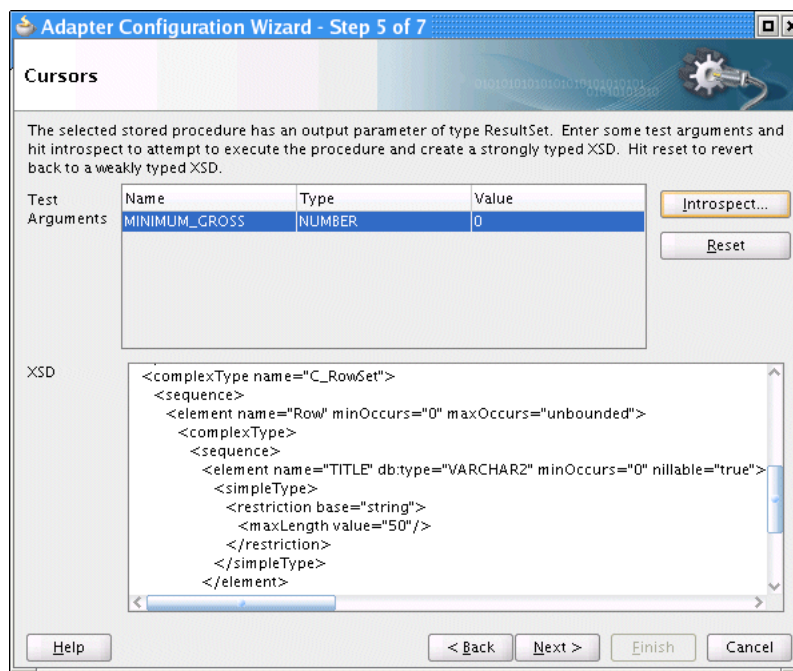 Adapter Configuration Wizard - Step 5 of 7
Cursors
The selected stored procedure has an output parameter of type ResultSet. Enter some test arguments and
hit introspect to attempt to execute the procedure and create a strongly typed XSD. Hit reset to revert
back to a weakly typed XSD.
Test Arguments
Name Type Value
MINIMUM_GROSS NUMBER 0
Introspect...
Reset
XSD
<complexType name="C_RowSet">
<sequence>
<element name="Row" minOccurs="0" maxOccurs="unbounded">
<complexType>
<sequence>
<element name="TITLE" db:type="VARCHAR2" minOccurs="0" nillable="true">
<simpleType>
<restriction base="string">
<maxLength value="50"/>
</restriction>
</simpleType>
</element>
Help < Back Next > Finish Cancel